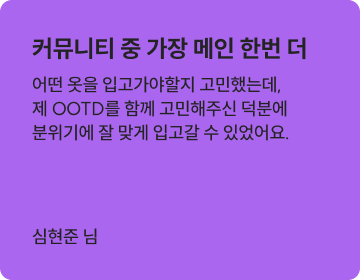 커뮤니티 중 가장 메인 한번 더
어떤 옷을 입고가야할지 고민했는데,
제 OOTD를 함께 고민해주신 덕분에
분위기에 잘 맞게 입고갈 수 있었어요.
심현준 님